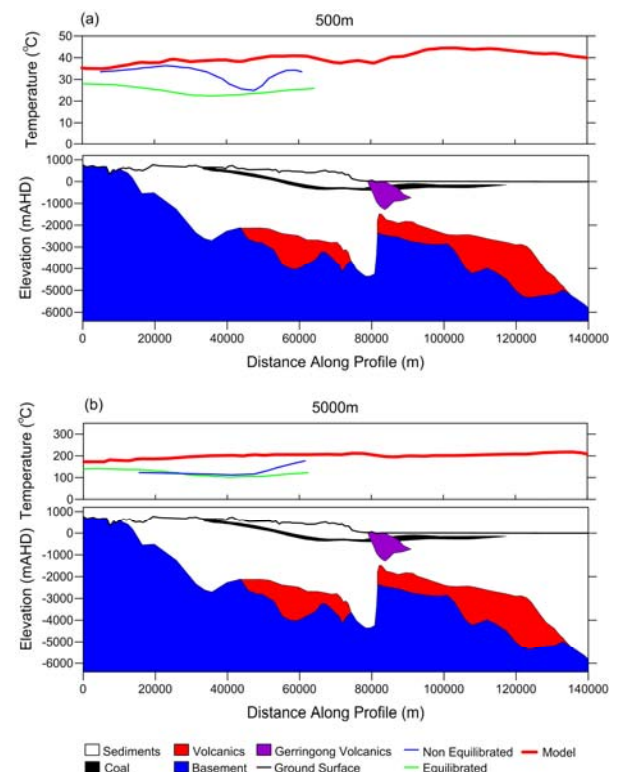 (a) 500m
50
40
30
20
10
0
Temperature (°C)
1000
0
-1000
-2000
-3000
-4000
-5000
-6000
Elevation (mAHD)
0 20000 40000 60000 80000 100000 120000 140000
Distance Along Profile (m)
(b) 5000m
300
200
100
0
Temperature (°C)
1000
0
-1000
-2000
-3000
-4000
-5000
-6000
Elevation (mAHD)
0 20000 40000 60000 80000 100000 120000 140000
Distance Along Profile (m)
Sediments Volcanics Gerringong Volcanics Non Equilibrated Model
Coal Basement Ground Surface Equilibrated